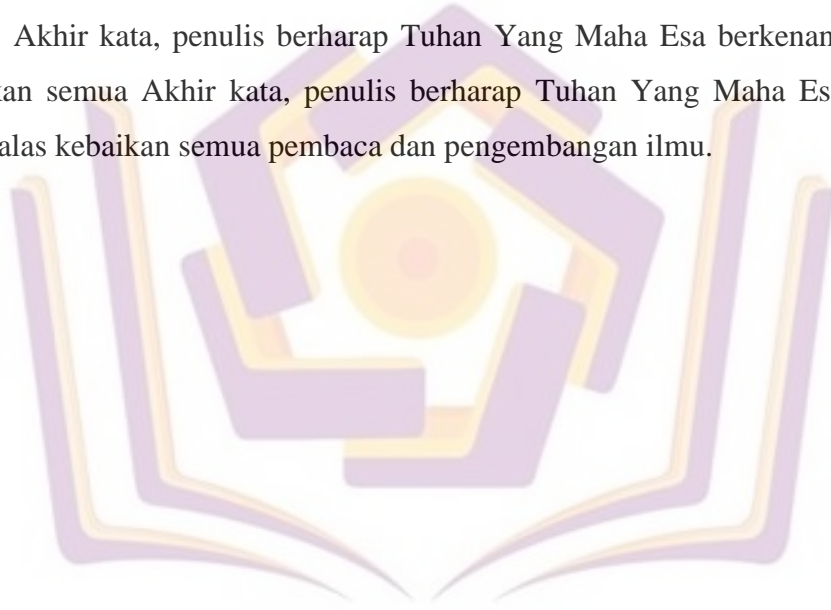 Akhir kata, penulis berharap Tuhan Yang Maha Esa berkenan
kan semua Akhir kata, penulis berharap Tuhan Yang Maha Es
alas kebaikan semua pembaca dan pengembangan ilmu.